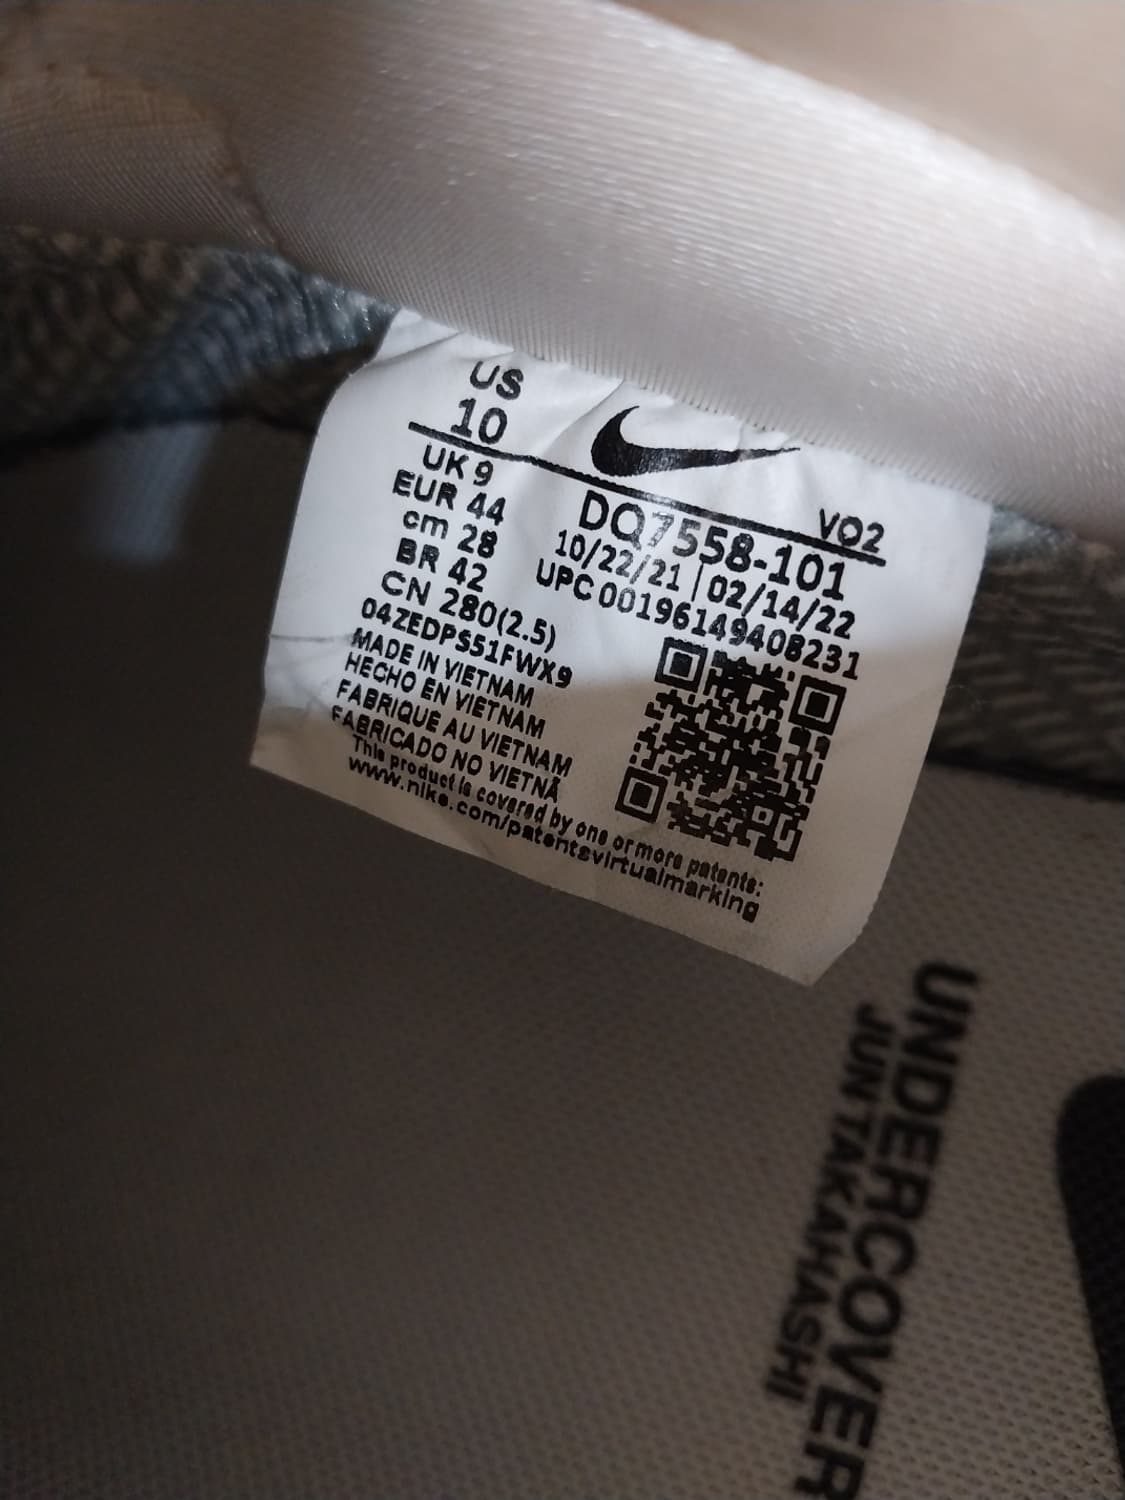 US
10
VO2
UK 9
EUR 44
cm 28
BR 42
CN 280(2.5)
04ZEDPS51FWX9
MADE IN VIETNAM
HECHO EN VIETNAM
FABRIQUÉ AU VIETNAM
FABRICADO NO VIETNÃ
DQ7558-101
10/22/21 | 02/14/22
UPC 00196149408231
This product is covered by one or more patents:
www.nike.com/patentsvirtualmarking
UNDERCOVER
JUN TAKAHASHI